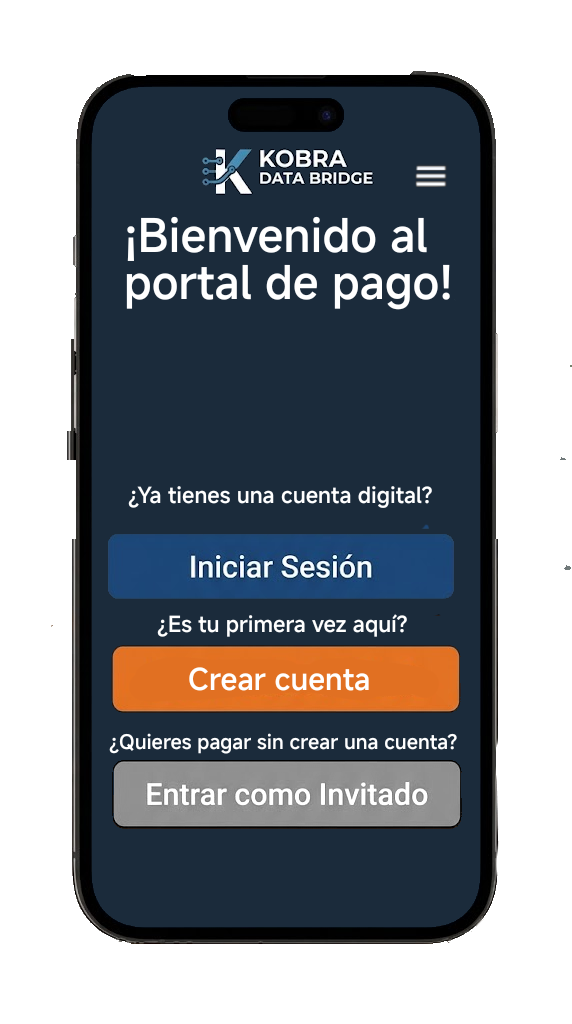 KOBRA
DATA BRIDGE
¡Bienvenido al
portal de pago!
¿Ya tienes una cuenta digital?
Iniciar Sesión
¿Es tu primera vez aquí?
Crear cuenta
¿Quieres pagar sin crear una cuenta?
Entrar como Invitado